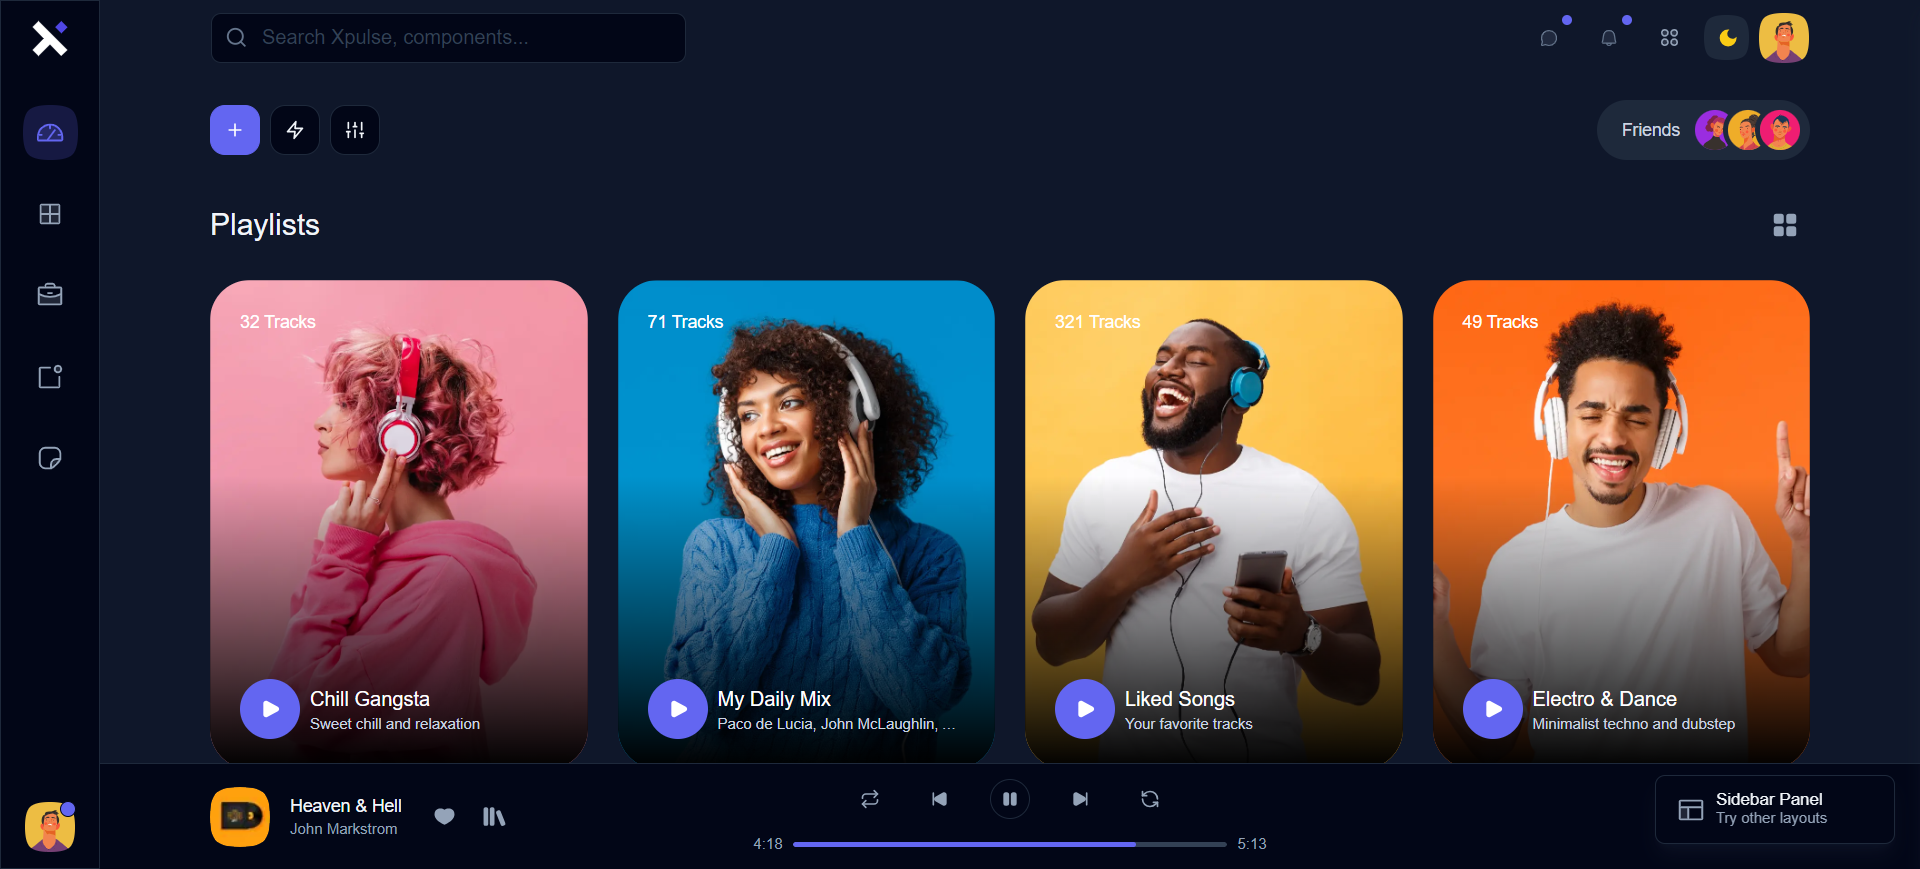 Search Xpulse, components...
Friends
Playlists
32 Tracks
Chill Gangsta
Sweet chill and relaxation
71 Tracks
My Daily Mix
Paco de Lucia, John McLaughlin, ...
321 Tracks
Liked Songs
Your favorite tracks
49 Tracks
Electro & Dance
Minimalist techno and dubstep
Heaven & Hell
John Markstrom
4:18
5:13
Sidebar Panel
Try other layouts